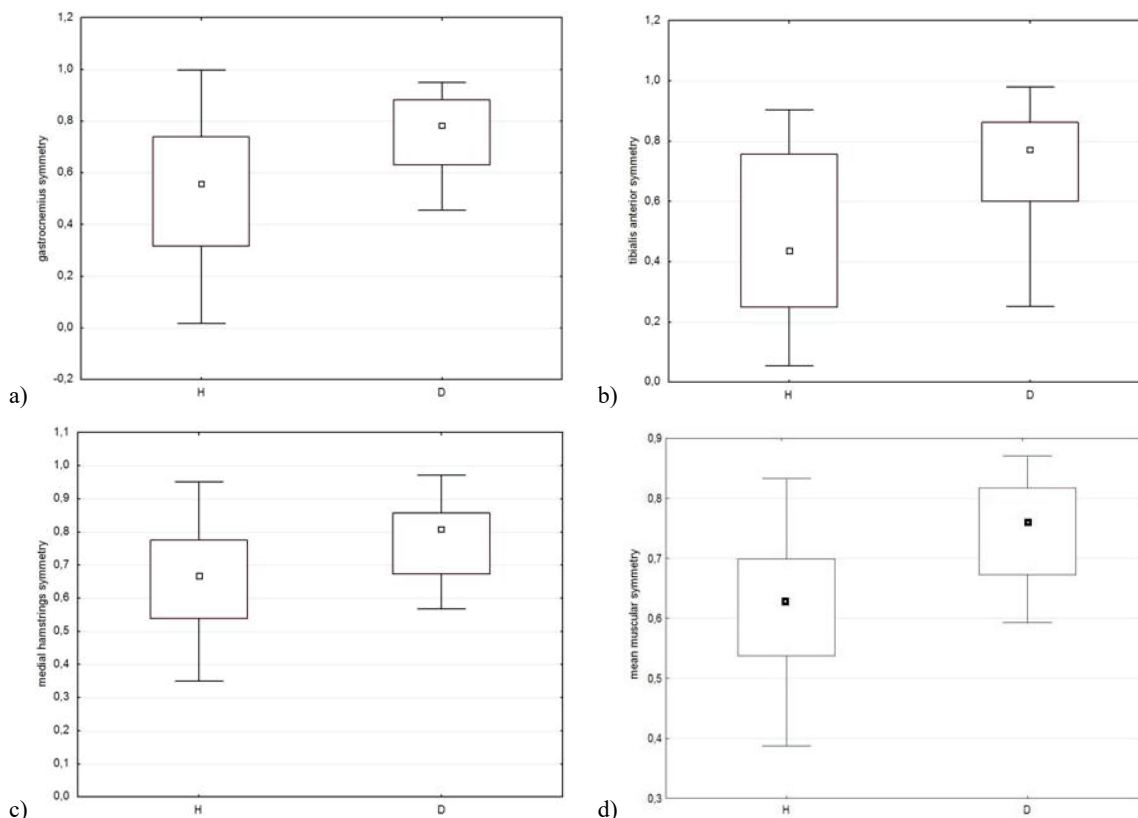 1,2
1,0
0,8
0,6
0,4
0,2
0,0
-0,2
gastrocnemius symmetry
H D
a)
1,2
1,0
0,8
0,6
0,4
0,2
0,0
tibialis anterior symmetry
H D
b)
1,1
1,0
0,9
0,8
0,7
0,6
0,5
0,4
0,3
0,2
0,1
0,0
medial hamstrings symmetry
H D
c)
0,9
0,8
0,7
0,6
0,5
0,4
0,3
mean muscular symmetry
H D
d)